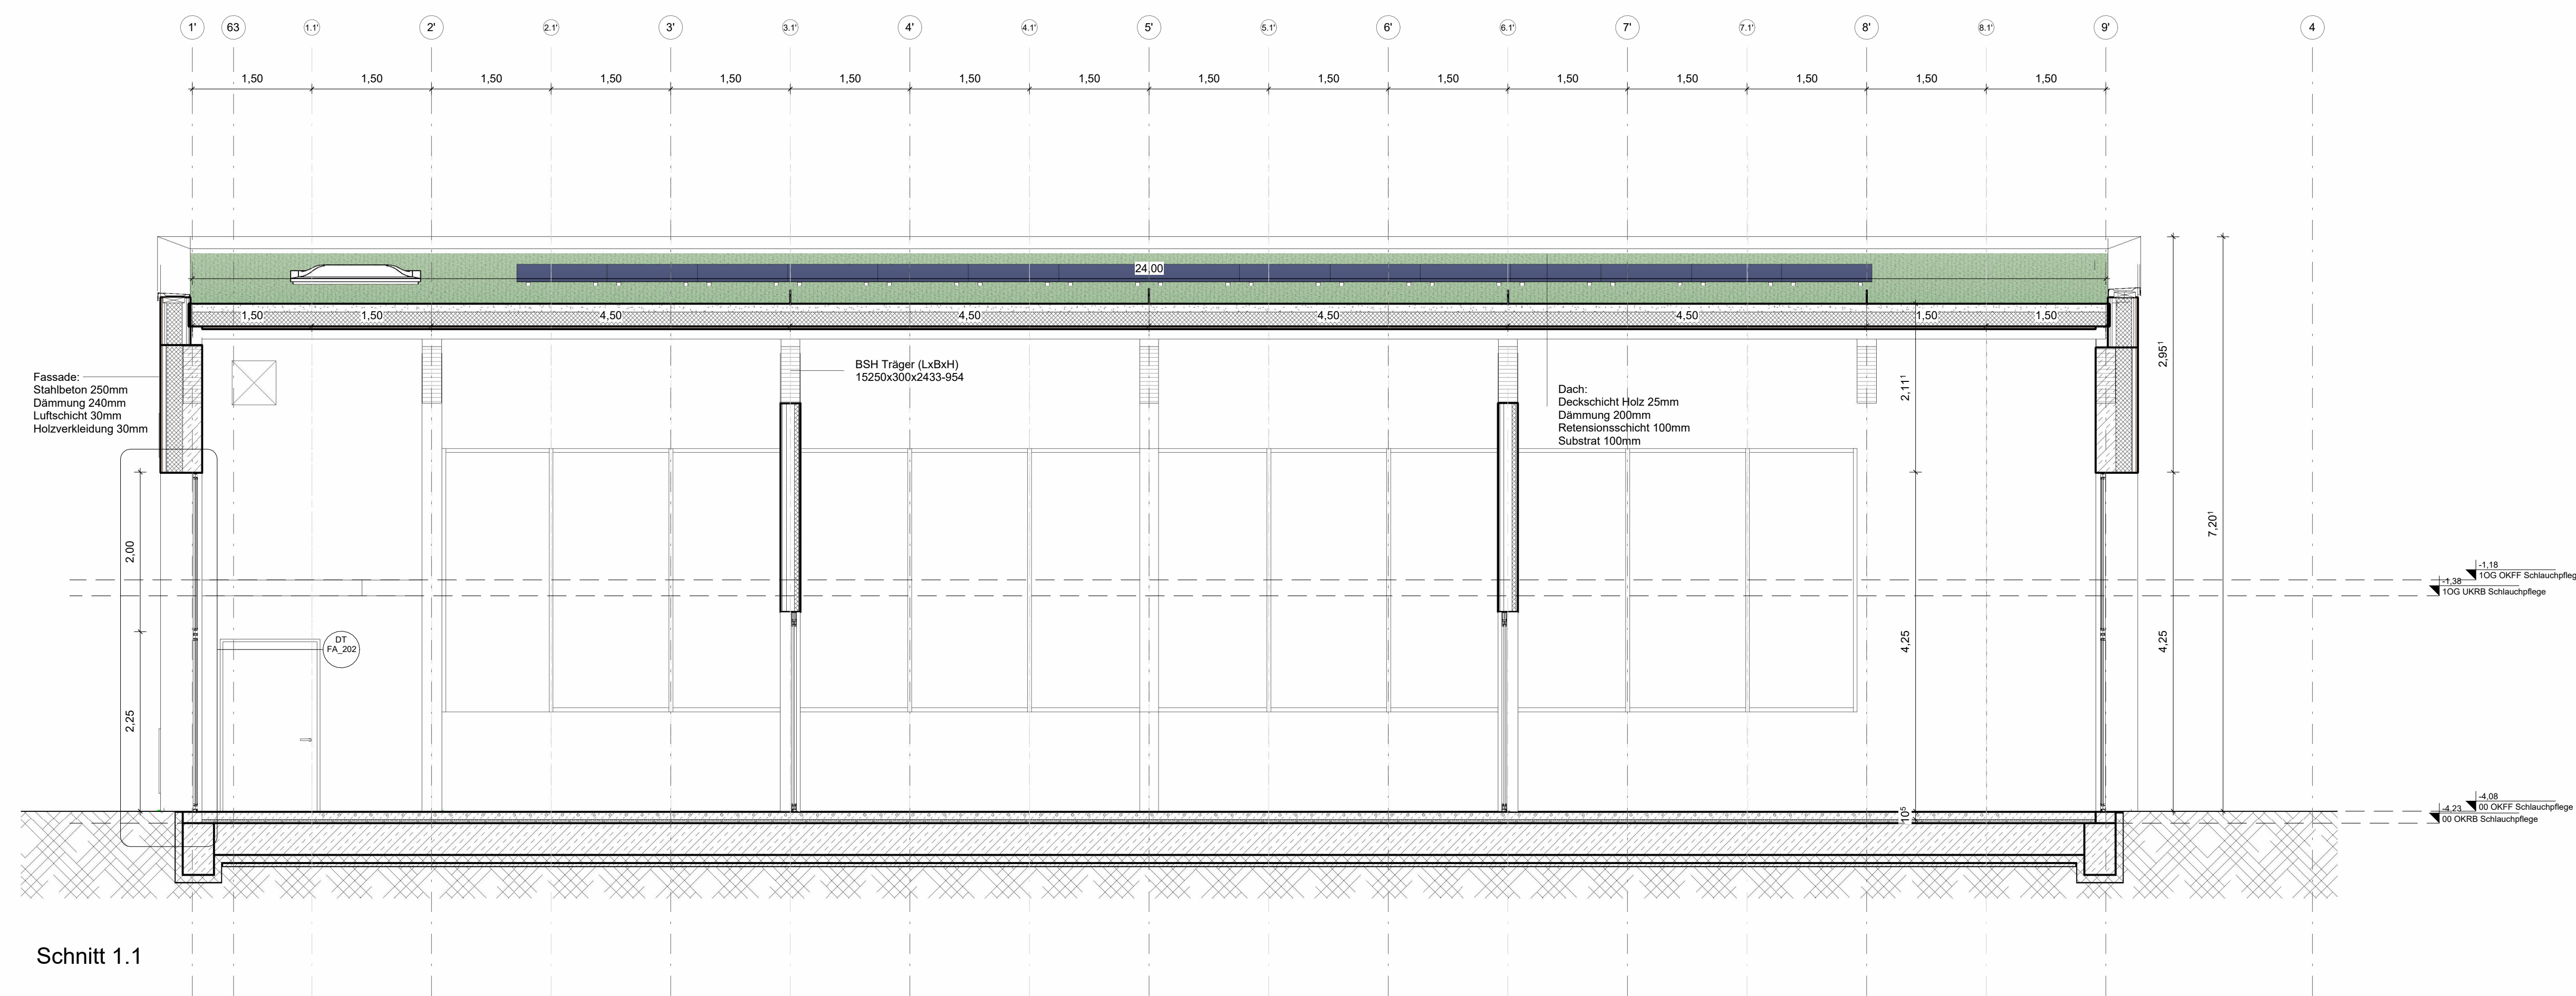 1' 63 1.1' 2' 2.1' 3' 3.1' 4' 4.1' 5' 5.1' 6' 6.1' 7' 7.1' 8' 8.1' 9' 4
1,50 1,50 1,50 1,50 1,50 1,50 1,50 1,50 1,50 1,50 1,50 1,50 1,50 1,50 1,50 1,50
24,00
1,50 1,50 4,50 4,50 4,50 4,50 1,50 1,50
Fassade:
Stahlbeton 250mm
Dämmung 240mm
Luftschicht 30mm
Holzverkleidung 30mm
BSH Träger (LxBxH)
15250x300x2433-954
Dach:
Deckschicht Holz 25mm
Dämmung 200mm
Retensionsschicht 100mm
Substrat 100mm
2,11¹
2,95¹
7,20¹
2,00
2,25
4,25
4,25
10⁵
DT
FA_202
-1,18
1OG OKFF Schlauchpfleg
-1,38
1OG UKRB Schlauchpflege
-4,08
00 OKFF Schlauchpflege
-4,23
00 OKRB Schlauchpflege
Schnitt 1.1